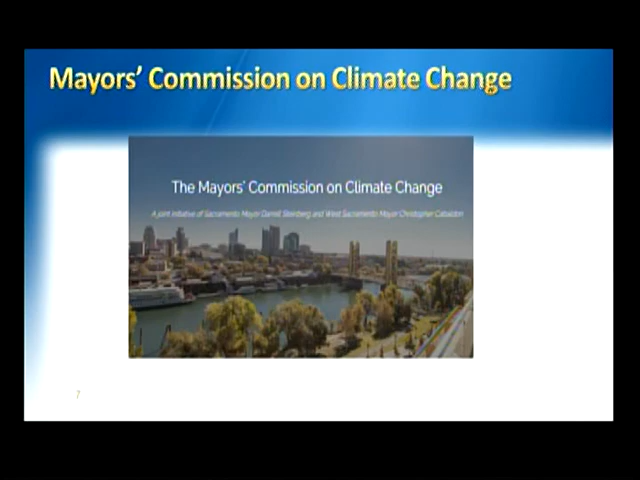 Mayors' Commission on Climate Change
The Mayors' Commission on Climate Change
A joint initiative of Sacramento Mayor Darrell Steinberg and West Sacramento Mayor Christopher Cabaldon
7